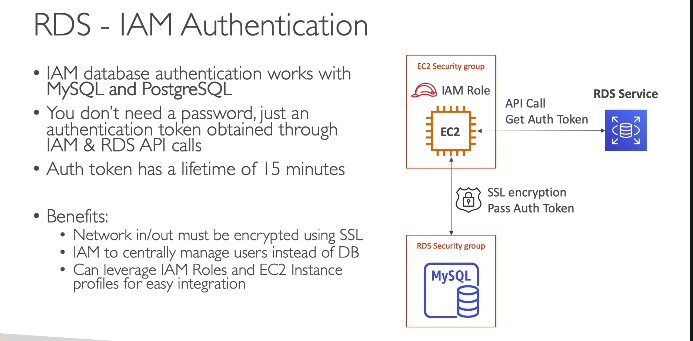 RDS - IAM Authentication
• IAM database authentication works with
MySQL and PostgreSQL
• You don't need a password, just an
authentication token obtained through
IAM & RDS API calls
• Auth token has a lifetime of 15 minutes
• Benefits:
• Network in/out must be encrypted using SSL
• IAM to centrally manage users instead of DB
• Can leverage IAM Roles and EC2 Instance
profiles for easy integration
EC2 Security group
IAM Role
EC2
API Call
Get Auth Token
RDS Service
SSL encryption
Pass Auth Token
RDS Security group
MySQL